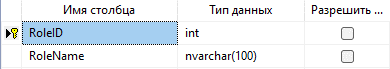 Имя столбца Тип данных Разрешить ...
RoleID int
RoleName nvarchar(100)